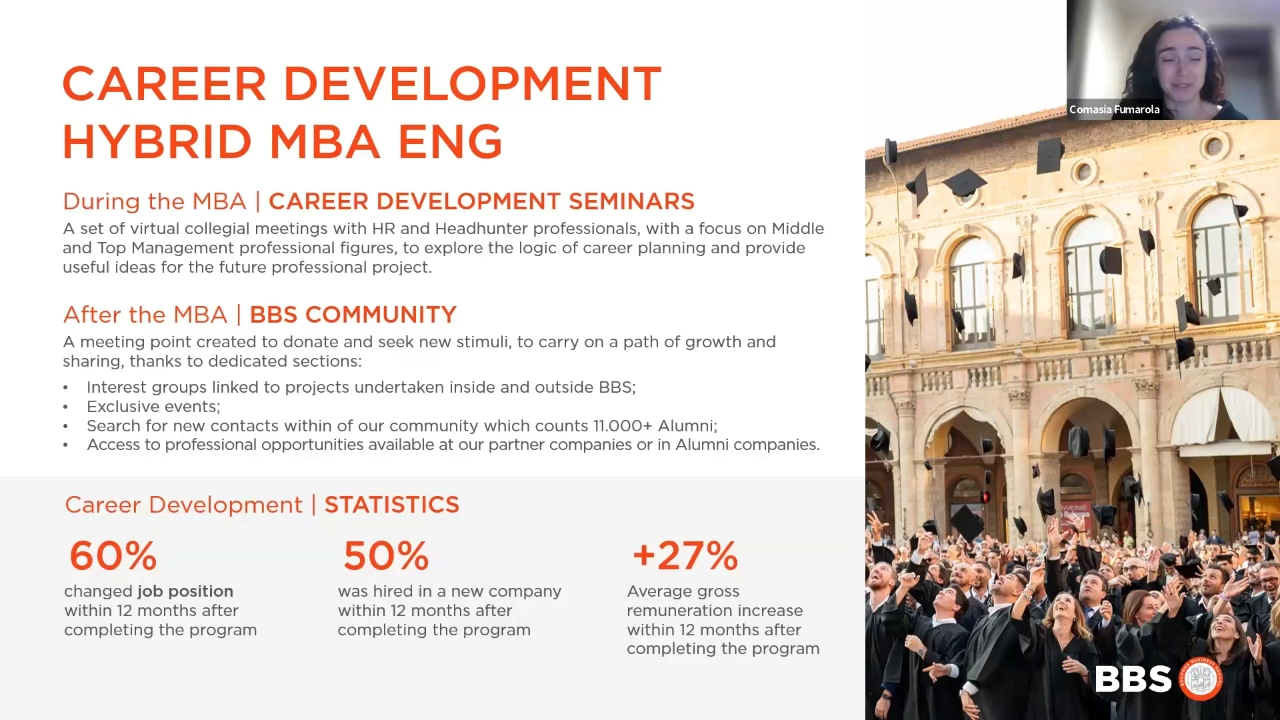 CAREER DEVELOPMENT
HYBRID MBA ENG
During the MBA | CAREER DEVELOPMENT SEMINARS
A set of virtual collegial meetings with HR and Headhunter professionals, with a focus on Middle
and Top Management professional figures, to explore the logic of career planning and provide
useful ideas for the future professional project.
After the MBA | BBS COMMUNITY
A meeting point created to donate and seek new stimuli, to carry on a path of growth and
sharing, thanks to dedicated sections:
• Interest groups linked to projects undertaken inside and outside BBS;
• Exclusive events;
• Search for new contacts within of our community which counts 11.000+ Alumni;
• Access to professional opportunities available at our partner companies or in Alumni companies.
Career Development | STATISTICS
60%
changed job position
within 12 months after
completing the program
50%
was hired in a new company
within 12 months after
completing the program
+27%
Average gross
remuneration increase
within 12 months after
completing the program
Comasia Fumarola
BBS